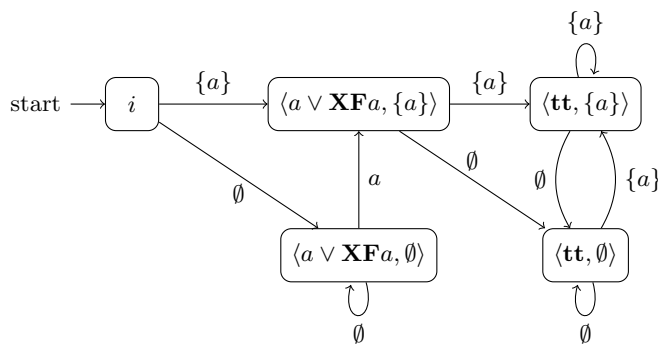 {a}
start
i
{a}
⟨a ∨ XFa, {a}⟩
{a}
⟨tt, {a}⟩
∅
a
∅
∅
{a}
⟨a ∨ XFa, ∅⟩
⟨tt, ∅⟩
∅
∅